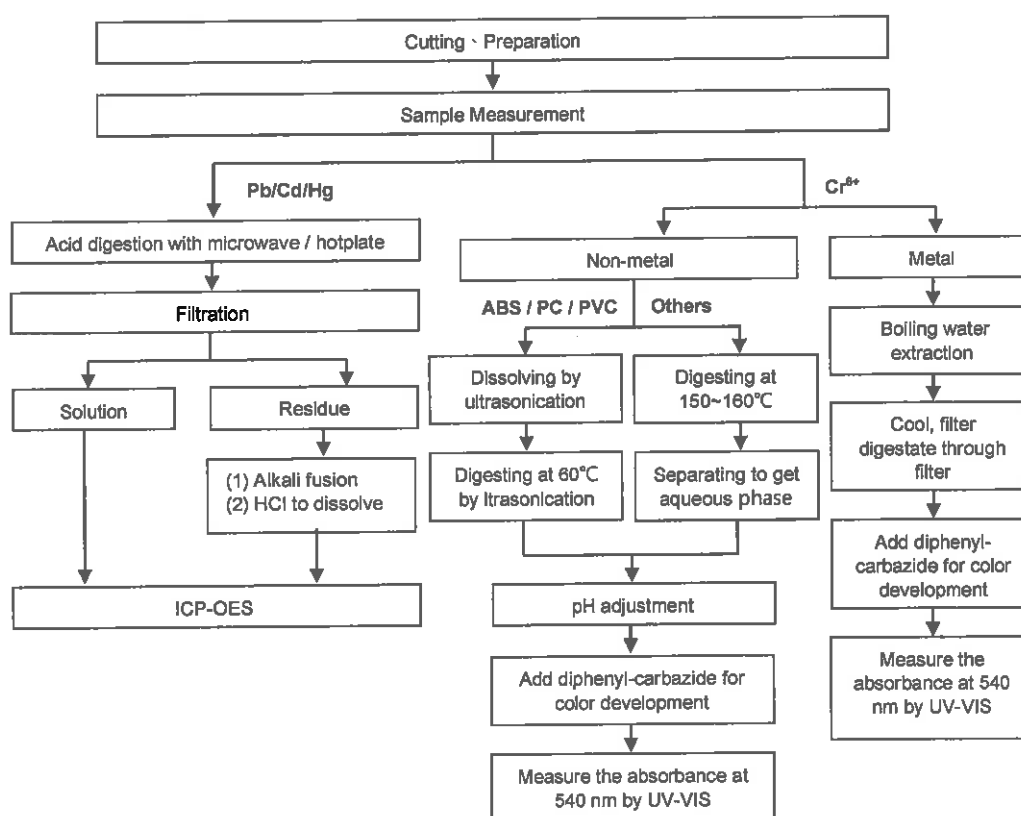 Cutting、Preparation
Sample Measurement
Pb/Cd/Hg
Cr⁶⁺
Acid digestion with microwave / hotplate
Non-metal
Metal
Filtration
ABS / PC / PVC
Others
Boiling water
extraction
Solution
Residue
Dissolving by
ultrasonication
Digesting at
150~160℃
Cool, filter
digestate through
filter
(1) Alkali fusion
(2) HCl to dissolve
Digesting at 60℃
by ltrasonication
Separating to get
aqueous phase
Add diphenyl-
carbazide for color
development
ICP-OES
pH adjustment
Measure the
absorbance at 540
nm by UV-VIS
Add diphenyl-carbazide for
color development
Measure the absorbance at
540 nm by UV-VIS